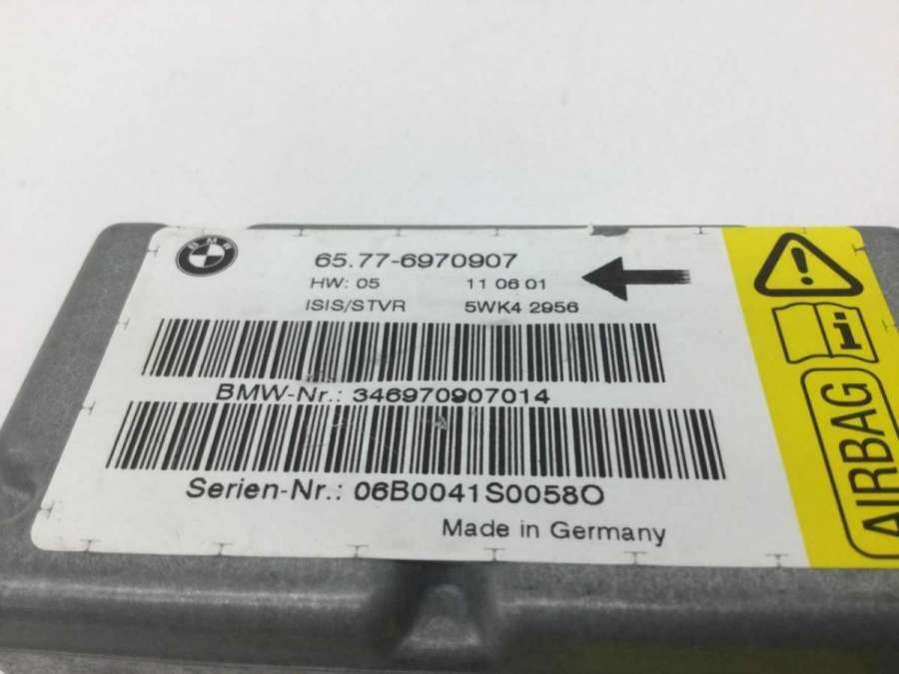 BMW
65.77-6970907
HW: 05 11 06 01
ISIS/STVR 5WK4 2956
BMW-Nr.: 346970907014
Serien-Nr.: 06B0041S0058O
Made in Germany
AIRBAG